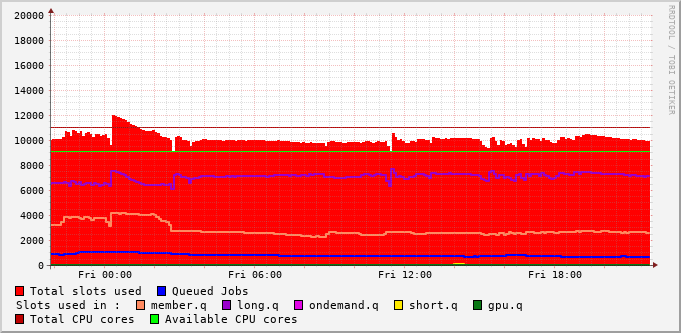 RRDTOOL / TOBI OETIKER
20000
18000
16000
14000
12000
10000
8000
6000
4000
2000
0
Fri 00:00 Fri 06:00 Fri 12:00 Fri 18:00
Total slots used Queued Jobs
Slots used in : member.q long.q ondemand.q short.q gpu.q
Total CPU cores Available CPU cores